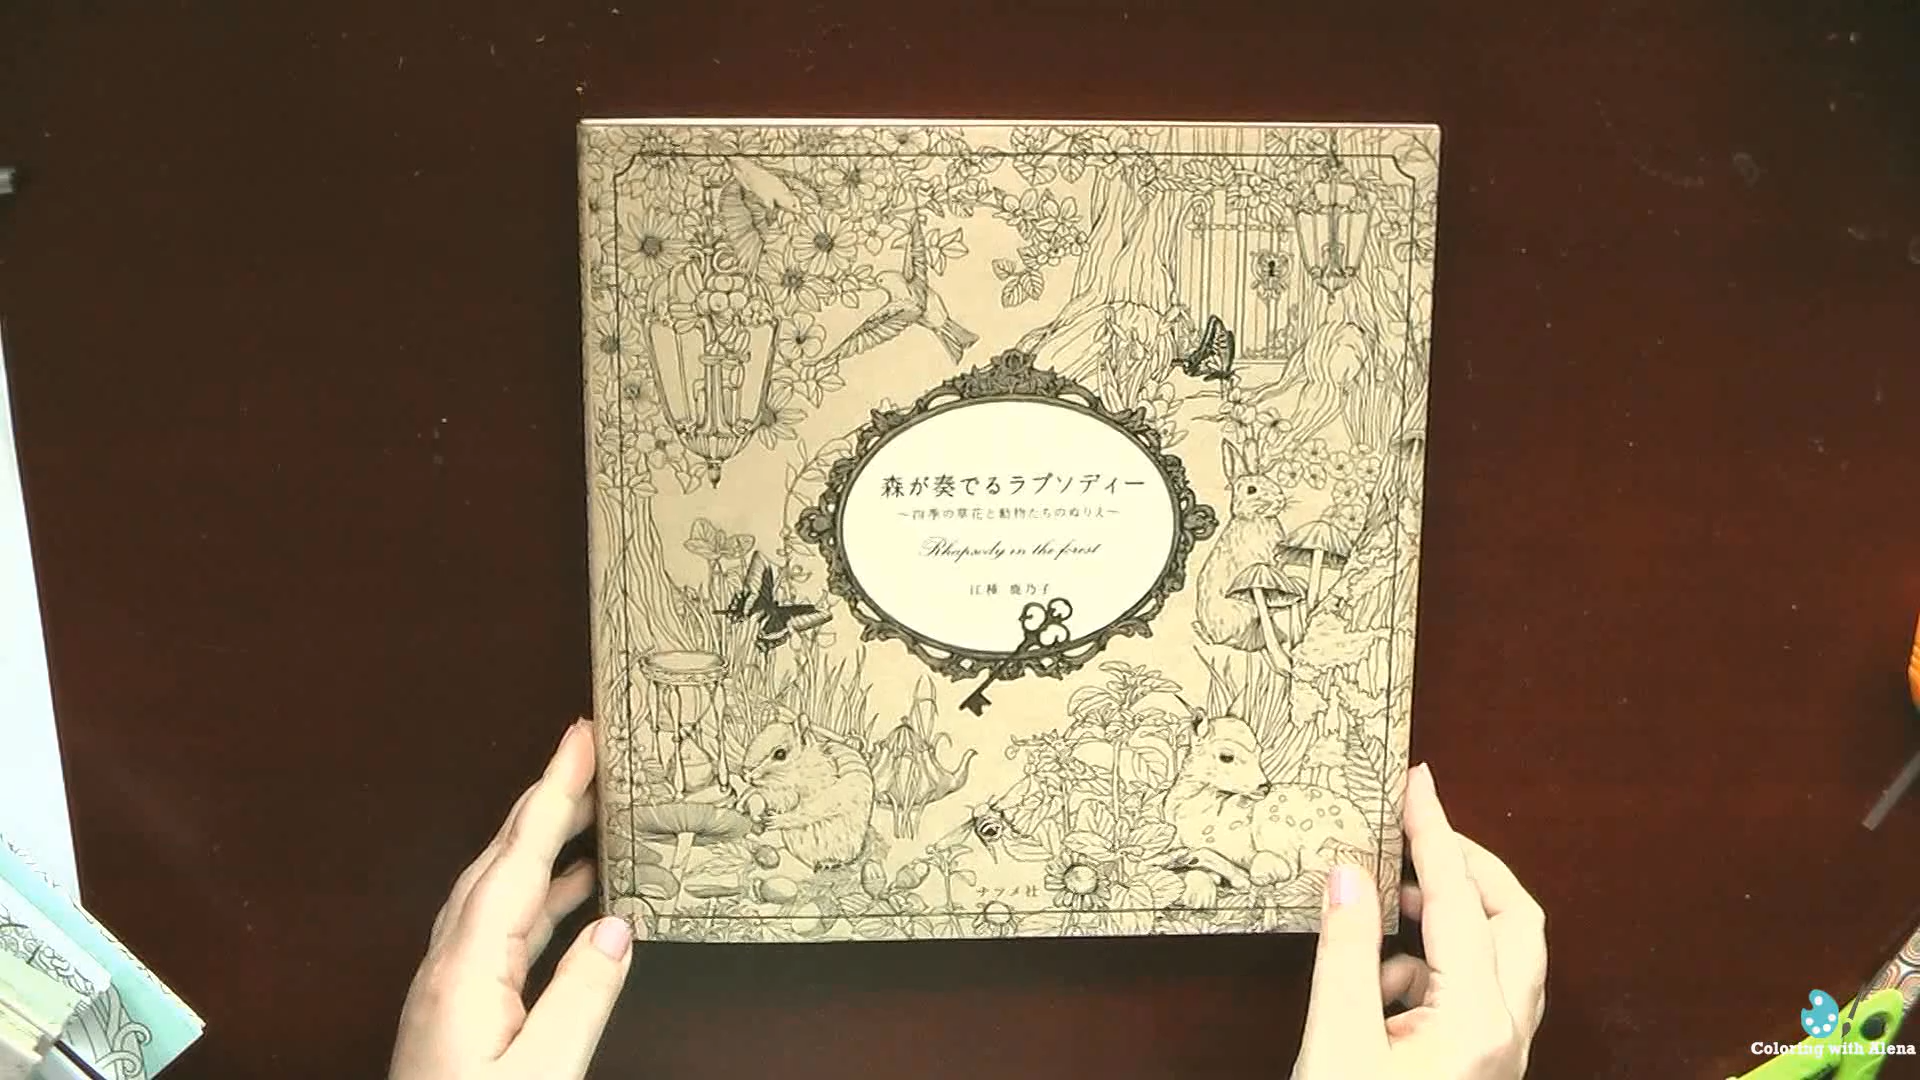 森が奏でるラプソディー
～四季の草花と動物たちのぬりえ～
Rhapsody in the forest
江種 鹿乃子
ナツメ社
Coloring with Alena